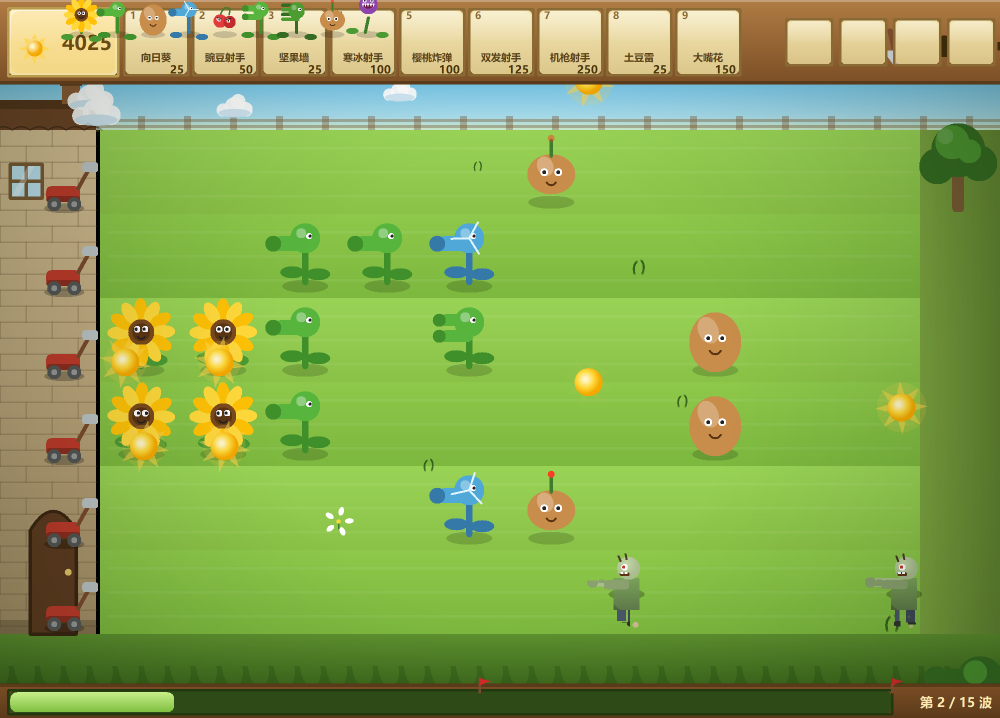 4025
1 向日葵 25
2 豌豆射手 50
3 坚果墙 25
4 寒冰射手 100
5 樱桃炸弹 100
6 双发射手 125
7 机枪射手 250
8 土豆雷 25
9 大嘴花 150
第 2 / 15 波